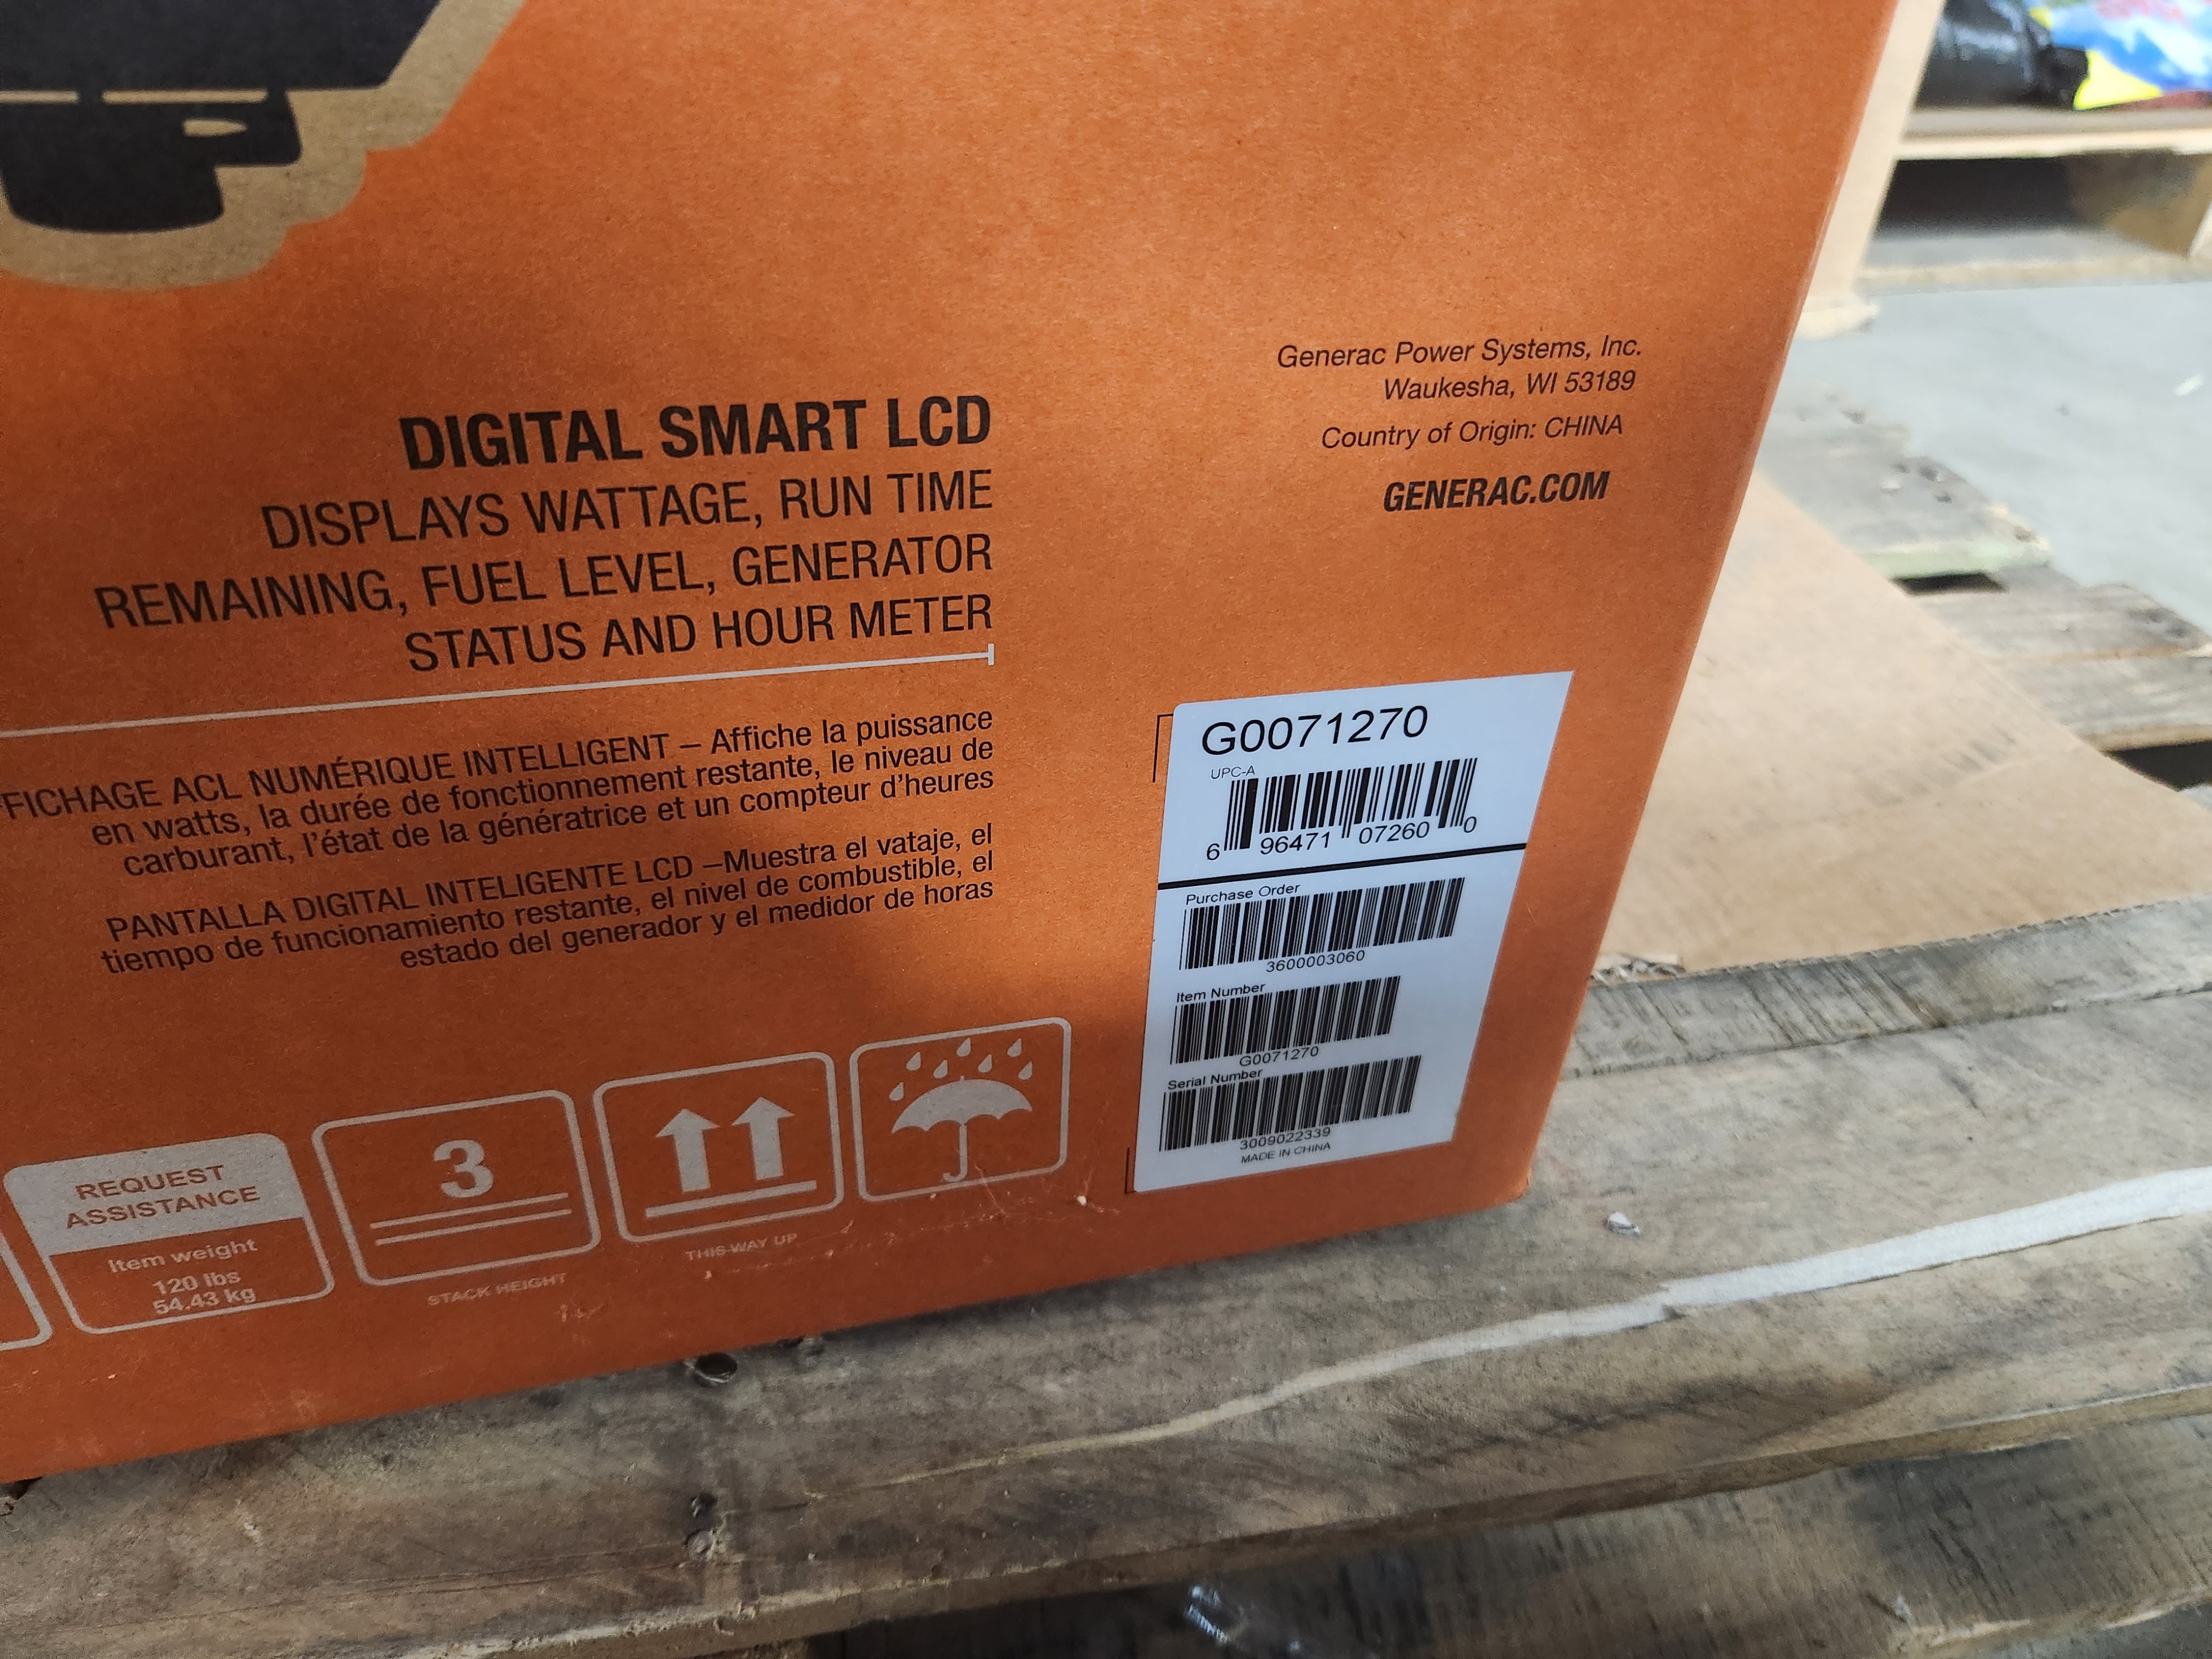 DIGITAL SMART LCD
DISPLAYS WATTAGE, RUN TIME
REMAINING, FUEL LEVEL, GENERATOR
STATUS AND HOUR METER
FICHAGE ACL NUMÉRIQUE INTELLIGENT – Affiche la puissance
en watts, la durée de fonctionnement restante, le niveau de
carburant, l'état de la génératrice et un compteur d'heures
PANTALLA DIGITAL INTELIGENTE LCD –Muestra el vataje, el
tiempo de funcionamiento restante, el nivel de combustible, el
estado del generador y el medidor de horas
REQUEST
ASSISTANCE
Item weight
120 lbs
54.43 kg
3
STACK HEIGHT
THIS WAY UP
Generac Power Systems, Inc.
Waukesha, WI 53189
Country of Origin: CHINA
GENERAC.COM
G0071270
UPC-A
6 96471 07260 0
Purchase Order
3600003060
Item Number
G0071270
Serial Number
3009022339
MADE IN CHINA